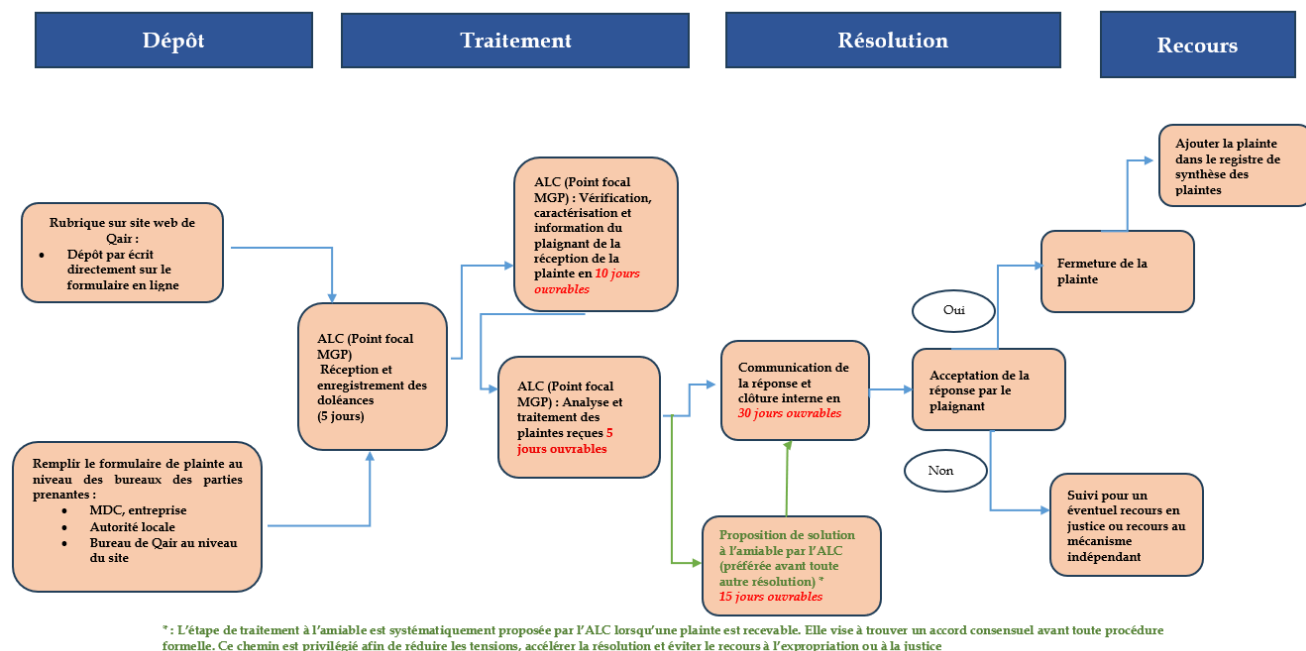 Dépôt
Traitement
Résolution
Recours
Rubrique sur site web de
Qair :
• Dépôt par écrit
directement sur le
formulaire en ligne
Remplir le formulaire de plainte au
niveau des bureaux des parties
prenantes :
• MDC, entreprise
• Autorité locale
• Bureau de Qair au niveau
du site
ALC (Point focal
MGP)
Réception et
enregistrement des
doléances
(5 jours)
ALC (Point focal
MGP) : Vérification,
caractérisation et
information du
plaignant de la
réception de la
plainte en 10 jours
ouvrables
ALC (Point focal
MGP) : Analyse et
traitement des
plaintes reçues 5
jours ouvrables
Communication de
la réponse et
clôture interne en
30 jours ouvrables
Proposition de solution
à l'amiable par l'ALC
(préférée avant toute
autre résolution) *
15 jours ouvrables
Acceptation de la
réponse par le
plaignant
Oui
Non
Fermeture de la
plainte
Ajouter la plainte
dans le registre de
synthèse des
plaintes
Suivi pour un
éventuel recours en
justice ou recours au
mécanisme
indépendant
* : L'étape de traitement à l'amiable est systématiquement proposée par l'ALC lorsqu'une plainte est recevable. Elle vise à trouver un accord consensuel avant toute procédure
formelle. Ce chemin est privilégié afin de réduire les tensions, accélérer la résolution et éviter le recours à l'expropriation ou à la justice